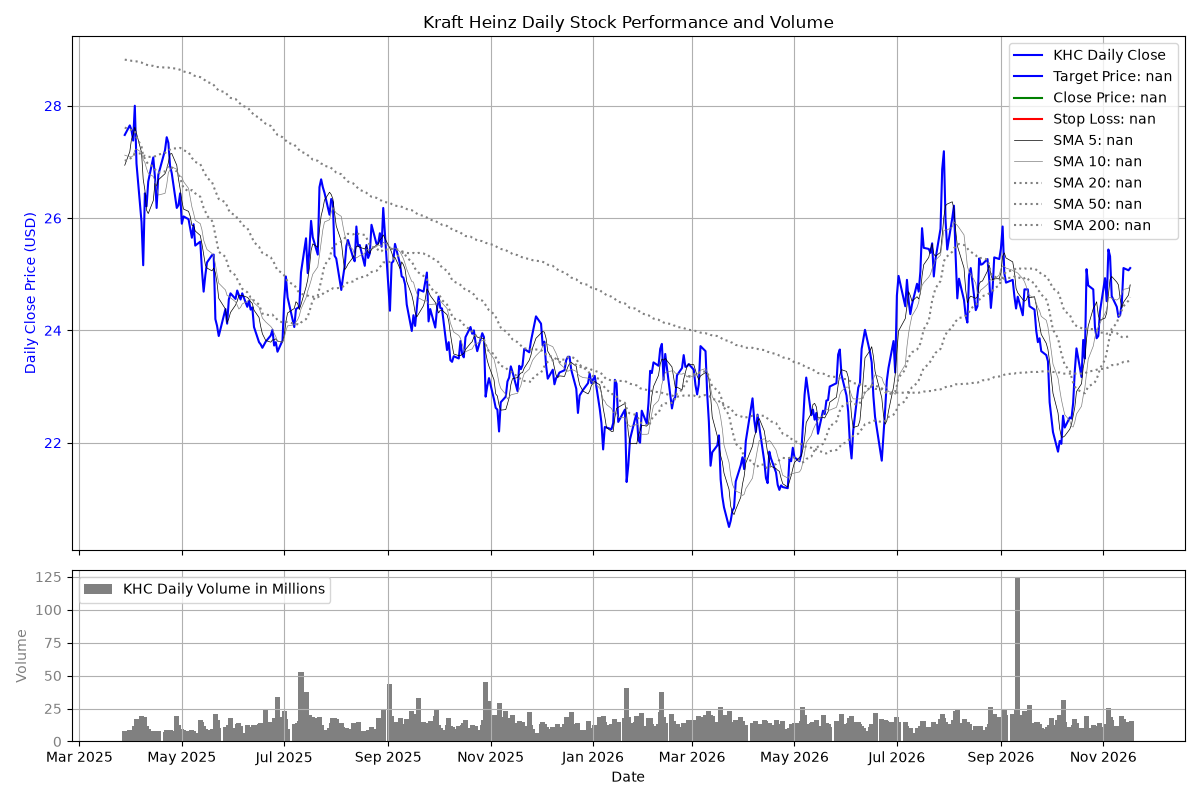 Kraft Heinz Daily Stock Performance and Volume
Daily Close Price (USD)
28
26
24
22
KHC Daily Close
Target Price: nan
Close Price: nan
Stop Loss: nan
SMA 5: nan
SMA 10: nan
SMA 20: nan
SMA 50: nan
SMA 200: nan
Volume
125
100
75
50
25
0
KHC Daily Volume in Millions
Mar 2025 May 2025 Jul 2025 Sep 2025 Nov 2025 Jan 2026 Mar 2026 May 2026 Jul 2026 Sep 2026 Nov 2026
Date